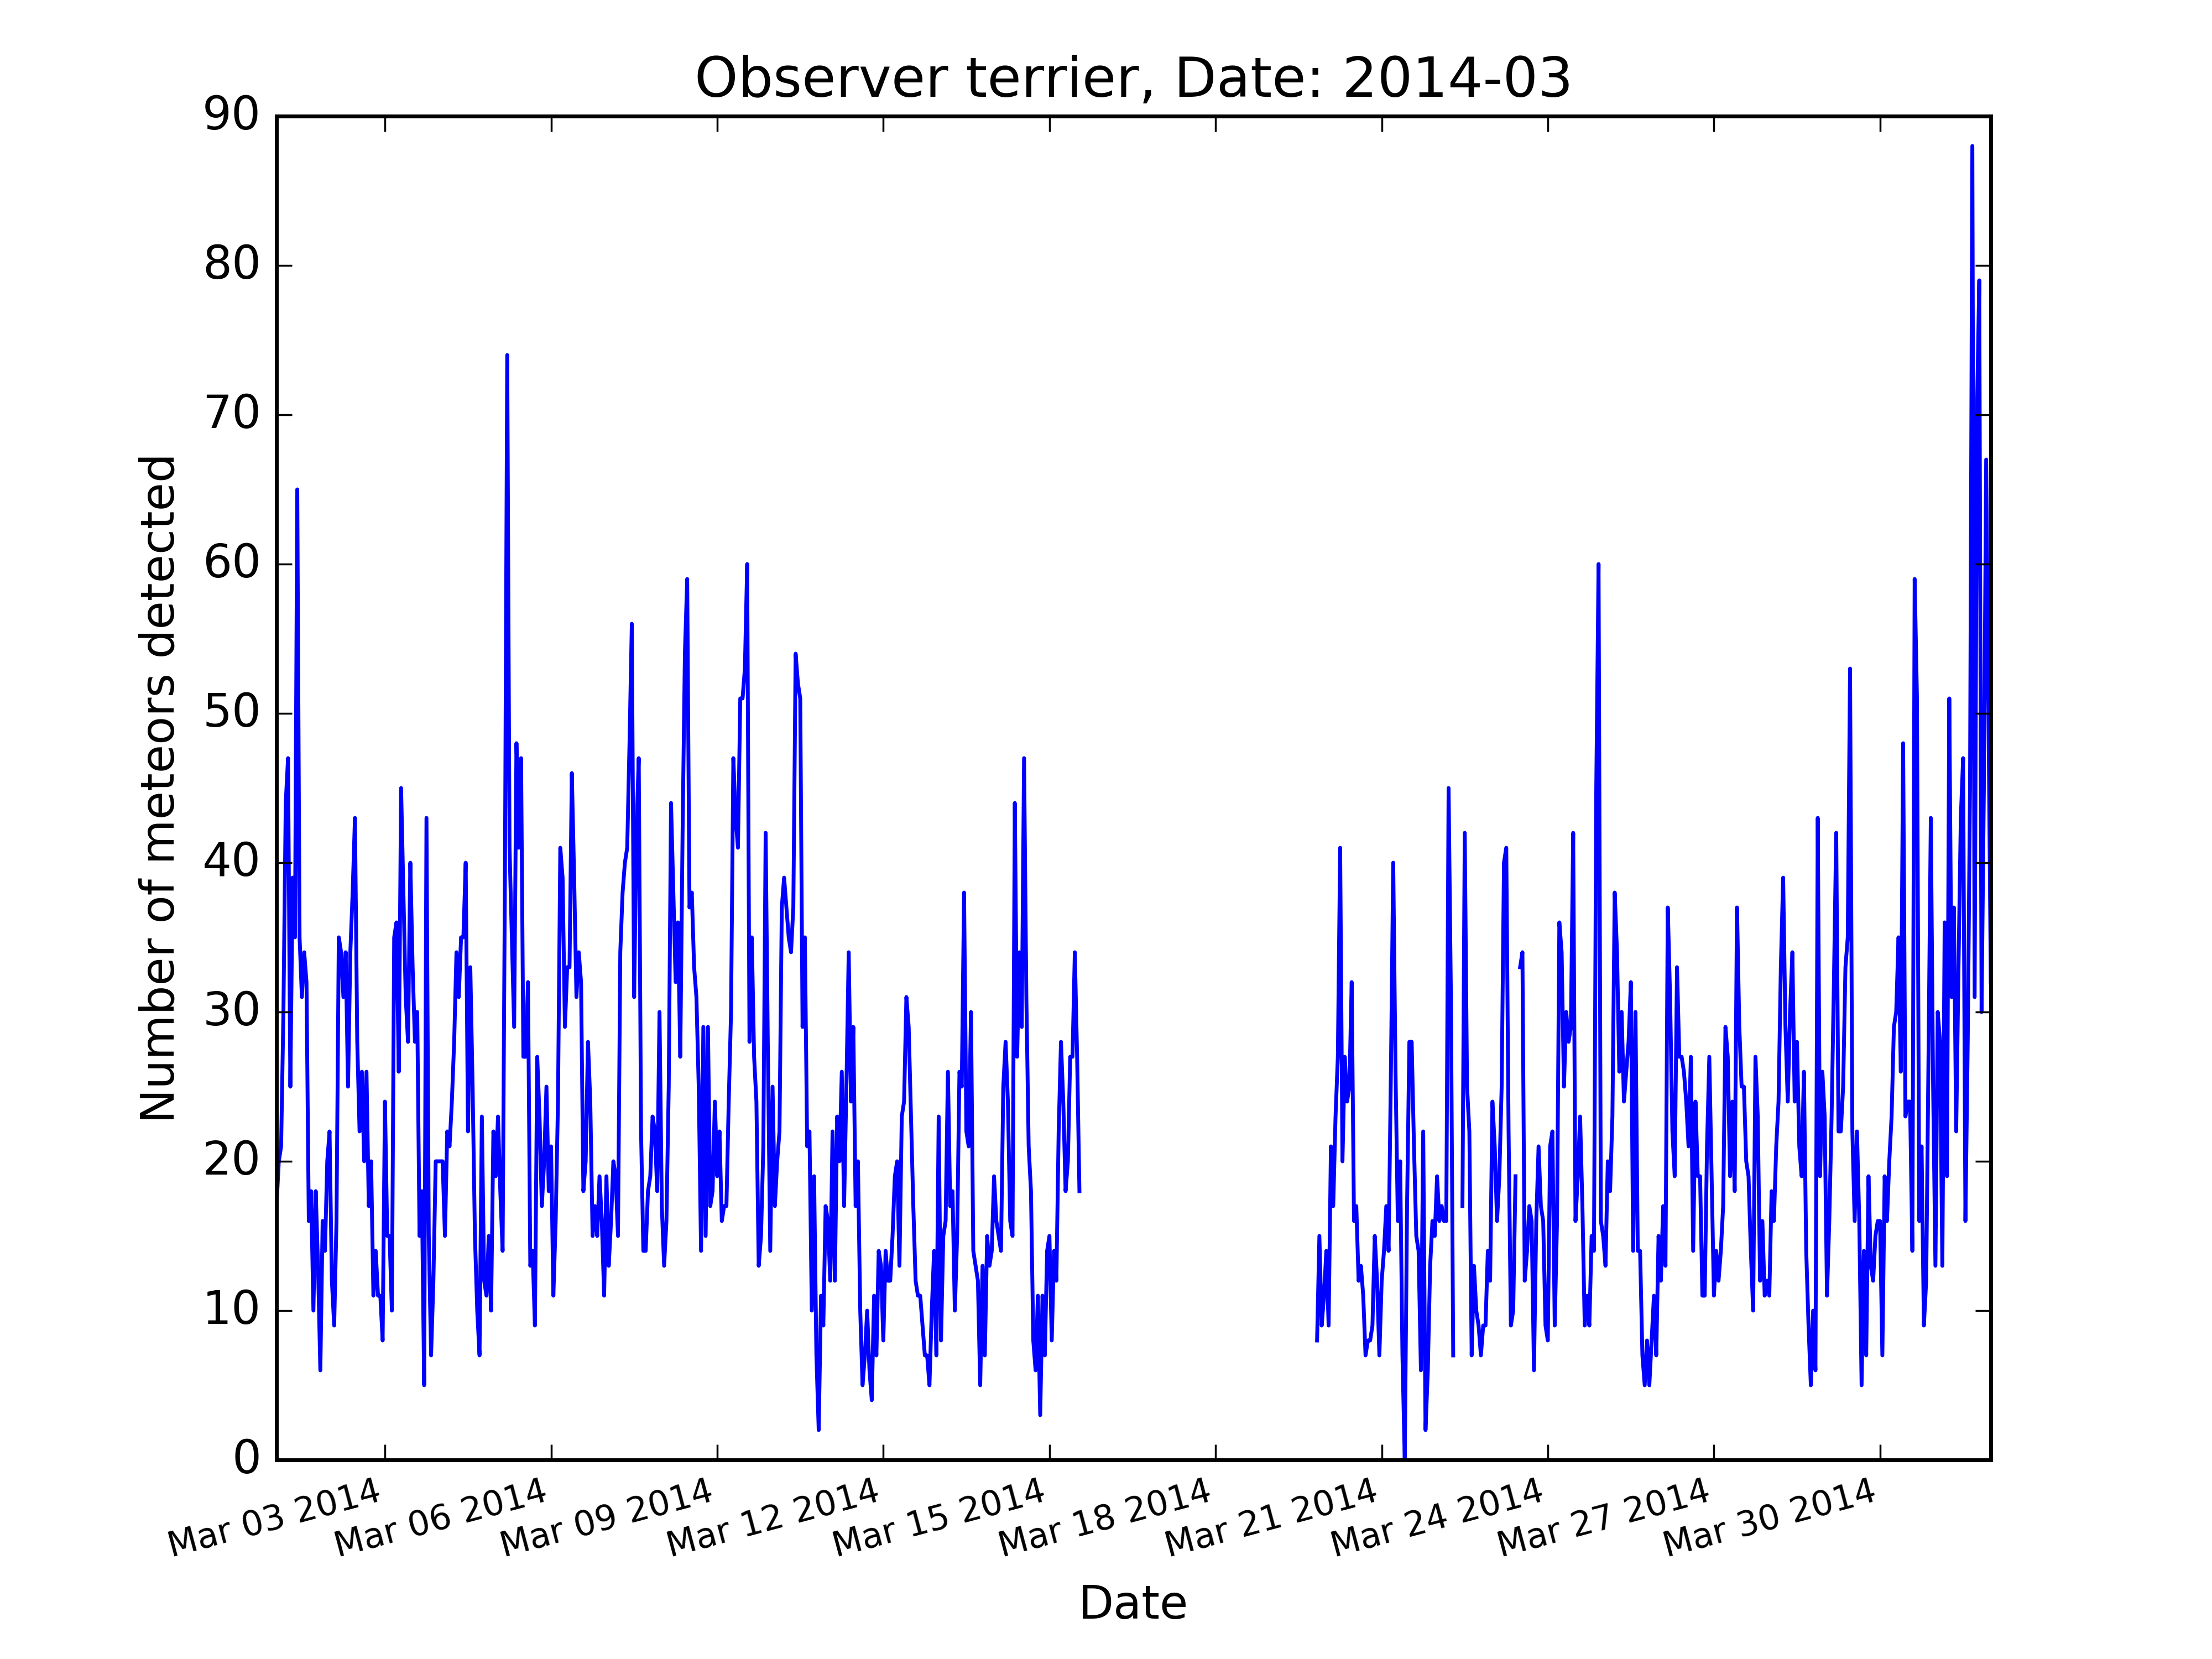 Observer terrier, Date: 2014-03
90
80
70
60
50
40
30
20
10
0
Number of meteors detected
Mar 03 2014
Mar 06 2014
Mar 09 2014
Mar 12 2014
Mar 15 2014
Mar 18 2014
Mar 21 2014
Mar 24 2014
Mar 27 2014
Mar 30 2014
Date